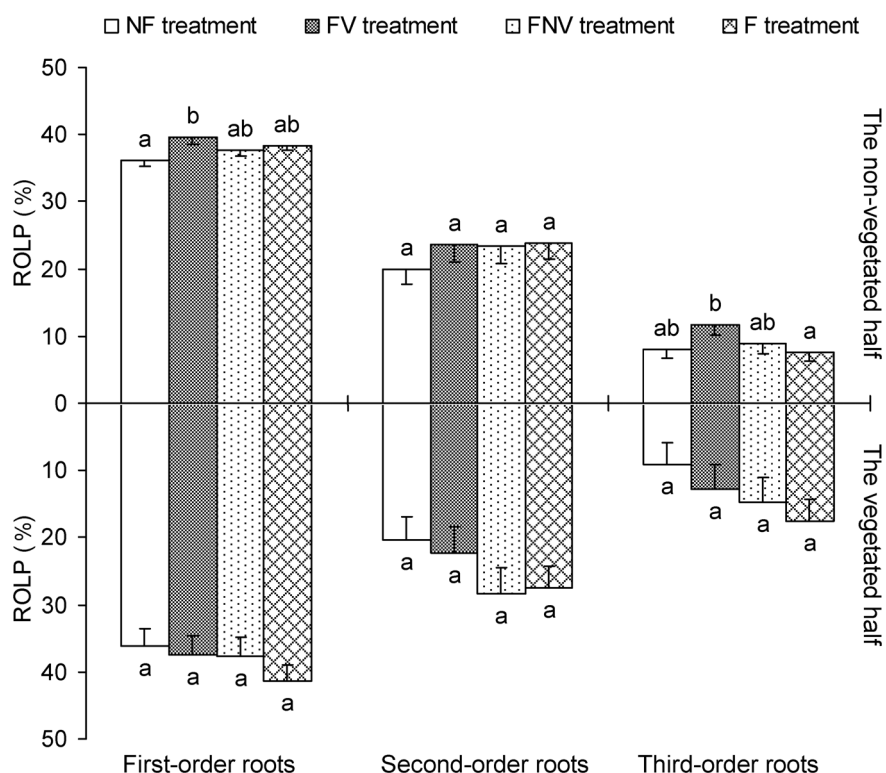 NF treatment FV treatment FNV treatment F treatment
50
40
30
20
10
0
10
20
30
40
50
ROLP (%)
ROLP (%)
a b ab ab
a a a a
ab b ab a
a a a a
a a a a
a a a a
The non-vegetated half
The vegetated half
First-order roots Second-order roots Third-order roots